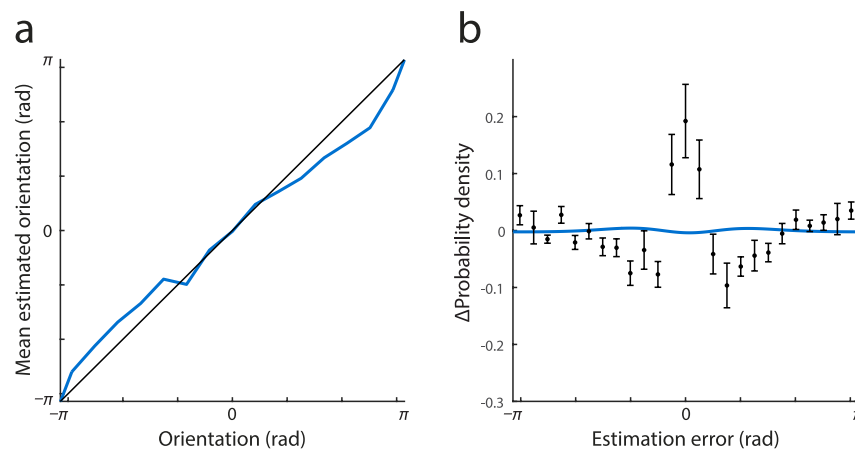 a
π
0
−π
−π
0
π
Mean estimated orientation (rad)
Orientation (rad)
b
0.2
0.1
0
-0.1
-0.2
-0.3
−π
0
π
ΔProbability density
Estimation error (rad)